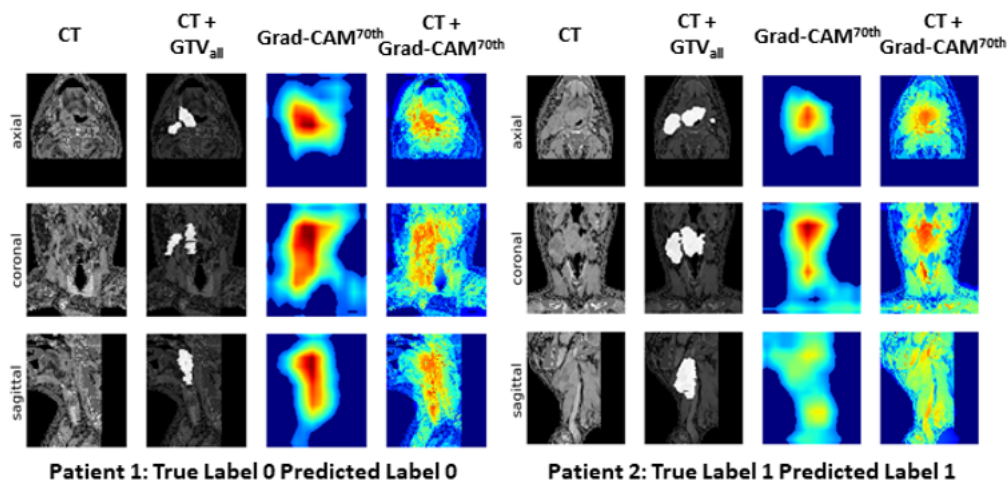 CT
CT +
GTVall
Grad-CAM70th
CT +
Grad-CAM70th
CT
CT +
GTVall
Grad-CAM70th
CT +
Grad-CAM70th
axial
axial
coronal
coronal
sagittal
sagittal
Patient 1: True Label 0 Predicted Label 0
Patient 2: True Label 1 Predicted Label 1